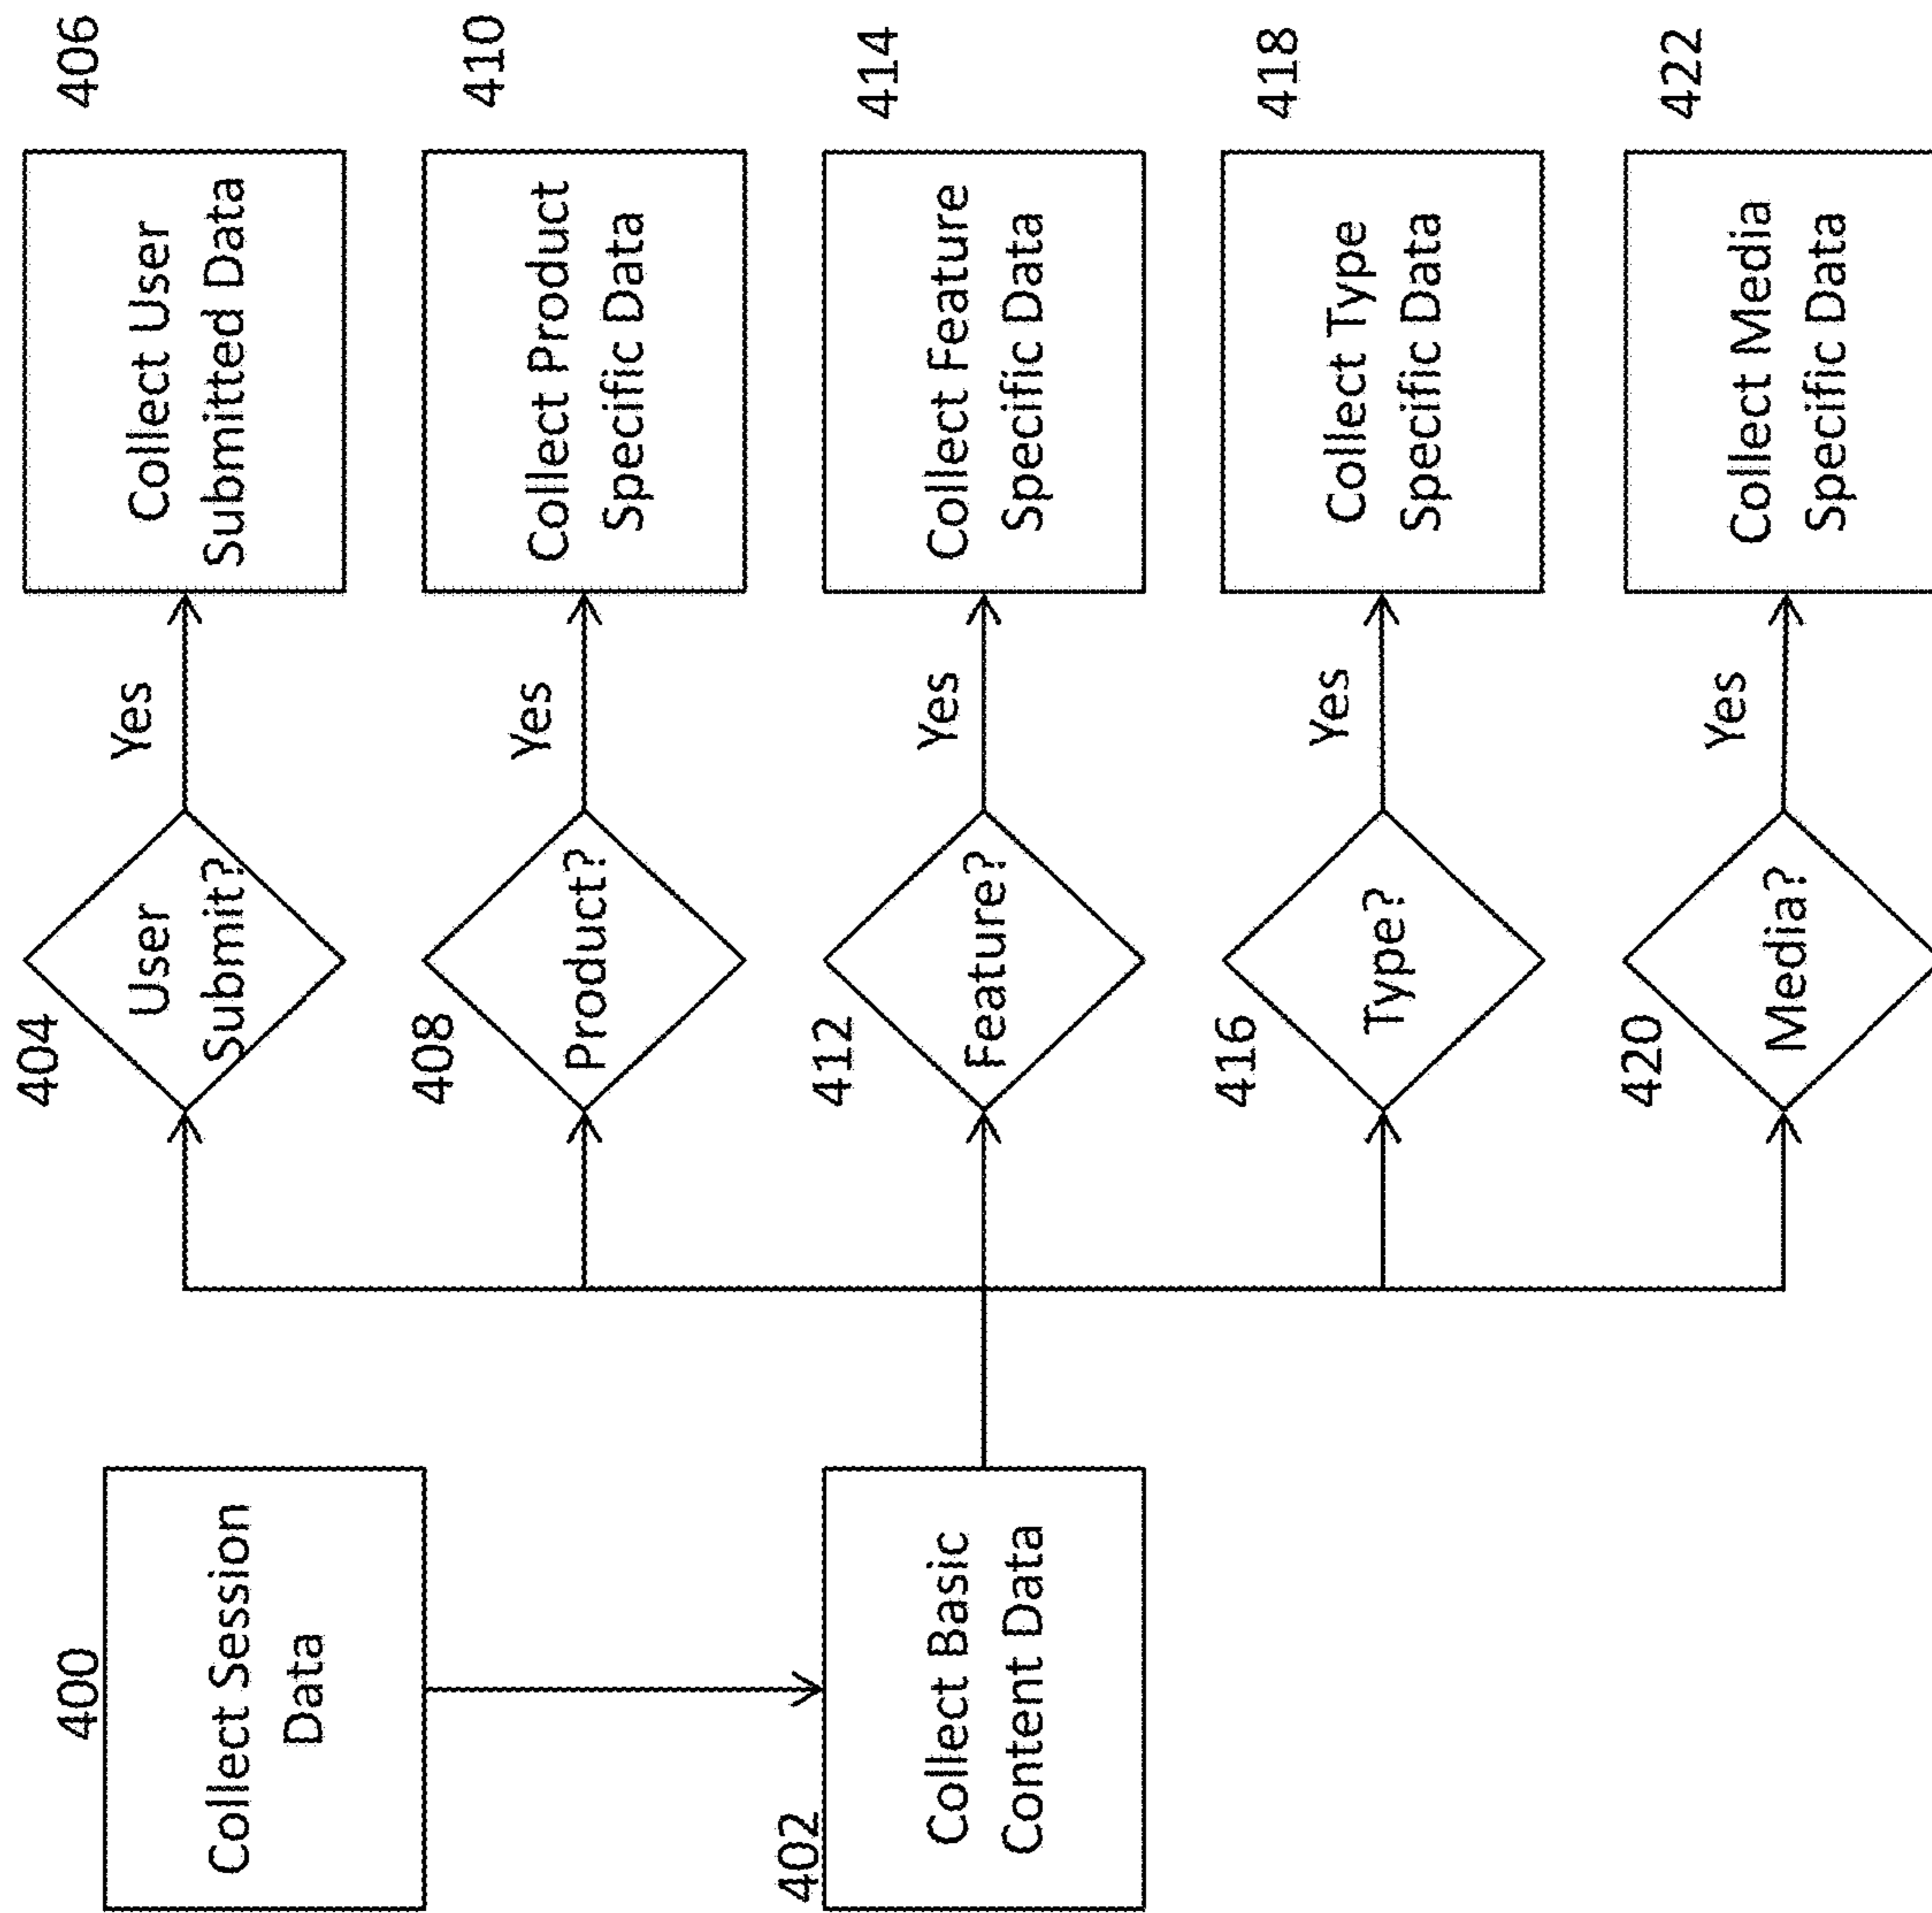 400
Collect Session
Data
402
Collect Basic
Content Data
404
User
Submit?
Yes
406
Collect User
Submitted Data
408
Product?
Yes
410
Collect Product
Specific Data
412
Feature?
Yes
414
Collect Feature
Specific Data
416
Type?
Yes
418
Collect Type
Specific Data
420
Media?
Yes
422
Collect Media
Specific Data